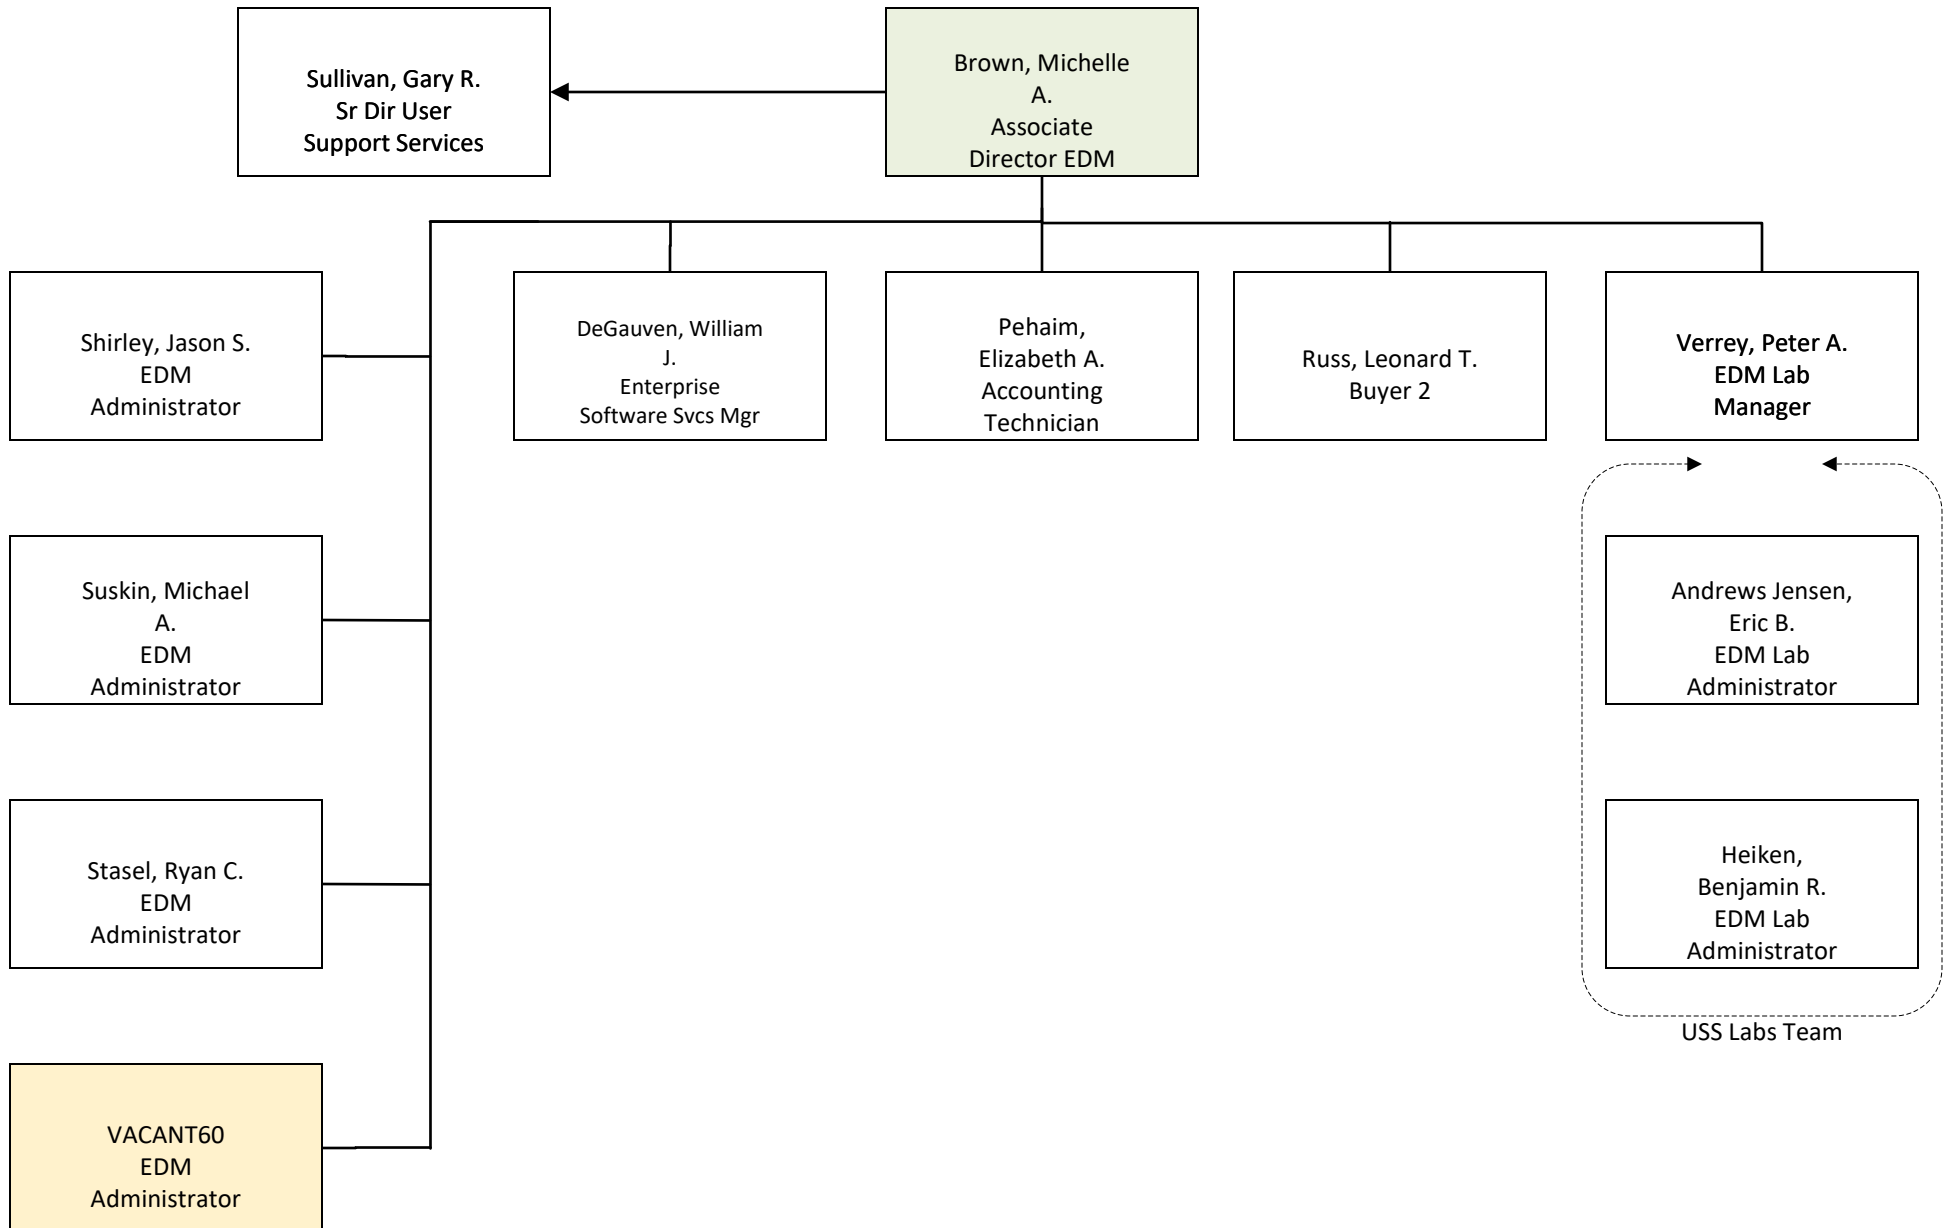 Sullivan, Gary R.
Sr Dir User
Support Services
Brown, Michelle
A.
Associate
Director EDM
Shirley, Jason S.
EDM
Administrator
DeGauven, William
J.
Enterprise
Software Svcs Mgr
Pehaim,
Elizabeth A.
Accounting
Technician
Russ, Leonard T.
Buyer 2
Verrey, Peter A.
EDM Lab
Manager
Suskin, Michael
A.
EDM
Administrator
Andrews Jensen,
Eric B.
EDM Lab
Administrator
Stasel, Ryan C.
EDM
Administrator
Heiken,
Benjamin R.
EDM Lab
Administrator
USS Labs Team
VACANT60
EDM
Administrator